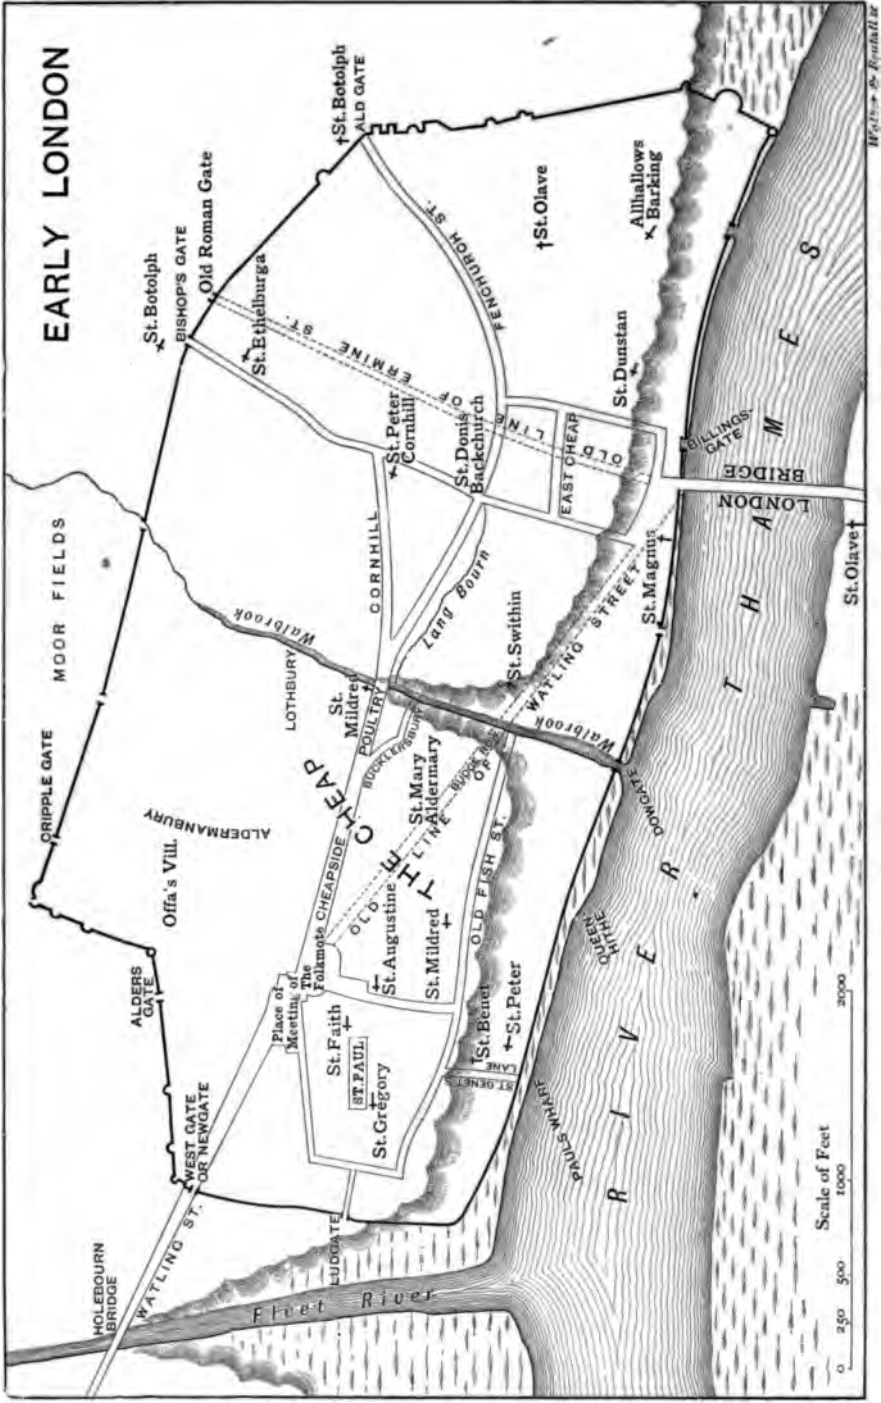 EARLY LONDON
MOOR FIELDS
CRIPPLE GATE
ALDERS
GATE
WEST GATE
OR NEWGATE
HOLEBOURN
BRIDGE
WATLING ST.
Fleet River
LUDGATE
Offa's Vill.
ALDERMANBURY
LOTHBURY
Walbrook
St. Botolph
BISHOP'S GATE
Old Roman Gate
St. Ethelburga
St. Botolph
ALD GATE
FENCHURCH ST.
St. Olave
Allhallows
Barking
OLD LINE OF ERMINE ST.
St. Peter
Cornhill
CORNHILL
St. Donis
Backchurch
EAST CHEAP
St. Dunstan
Lang Bourn
St.
Mildred
POULTRY
BUCKLERSBURY
THE CHEAP
CHEAPSIDE
Place of
Meeting of
The
Folkmote
St. Faith
ST. PAUL
St. Gregory
St. Augustine
St. Mildred
St. Mary
Aldermary
OLD LINE OF WATLING STREET
BUDGE ROW
OLD FISH ST.
St. Swithin
Walbrook
St. Magnus
St. Benet
St. Peter
ST. BENET'S
LANE
PAULS WHARF
QUEEN-
HITHE
DOWGATE
BILLINGS-
GATE
LONDON
BRIDGE
St. Olave
RIVER THAMES
Scale of Feet
0 250 500 1000 2000